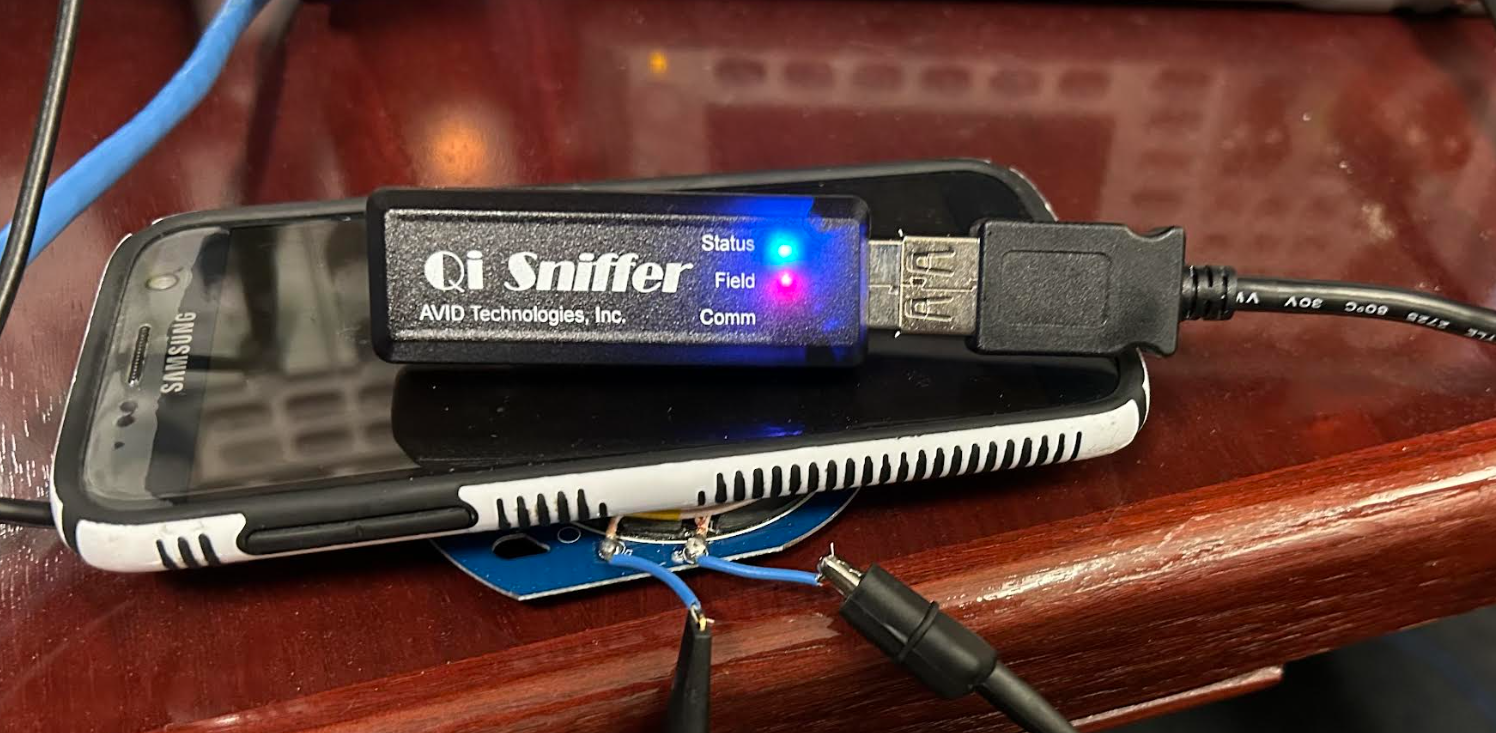 Qi Sniffer
AVID Technologies, Inc.
Status
Field
Comm
SAMSUNG